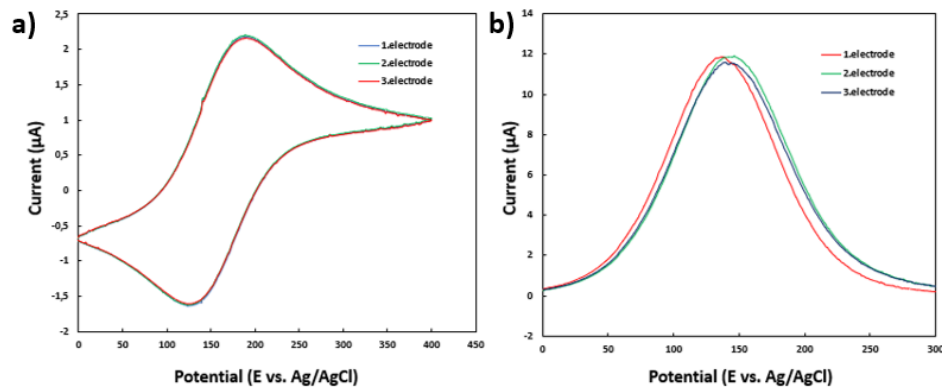 a)
Current (µA)
2,5
2
1,5
1
0,5
0
-0,5
-1
-1,5
-2
1.electrode
2.electrode
3.electrode
0 50 100 150 200 250 300 350 400 450
Potential (E vs. Ag/AgCl)
b)
Current (µA)
14
12
10
8
6
4
2
0
-2
1.electrode
2.electrode
3.electrode
0 50 100 150 200 250 300
Potential (E vs. Ag/AgCl)